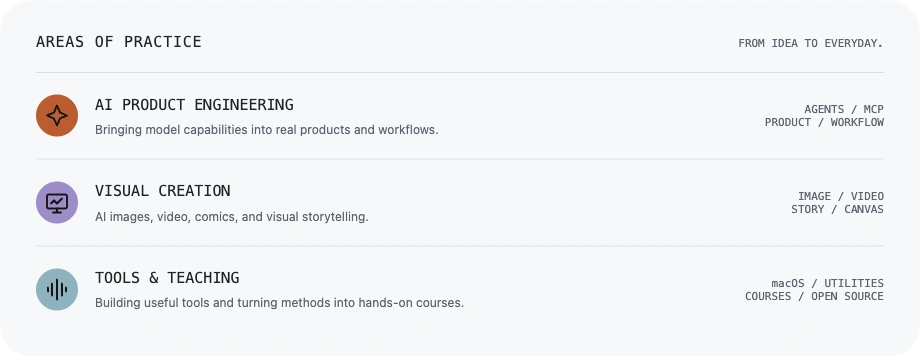 AREAS OF PRACTICE
FROM IDEA TO EVERYDAY.
AI PRODUCT ENGINEERING
Bringing model capabilities into real products and workflows.
AGENTS / MCP
PRODUCT / WORKFLOW
VISUAL CREATION
AI images, video, comics, and visual storytelling.
IMAGE / VIDEO
STORY / CANVAS
TOOLS & TEACHING
Building useful tools and turning methods into hands-on courses.
macOS / UTILITIES
COURSES / OPEN SOURCE